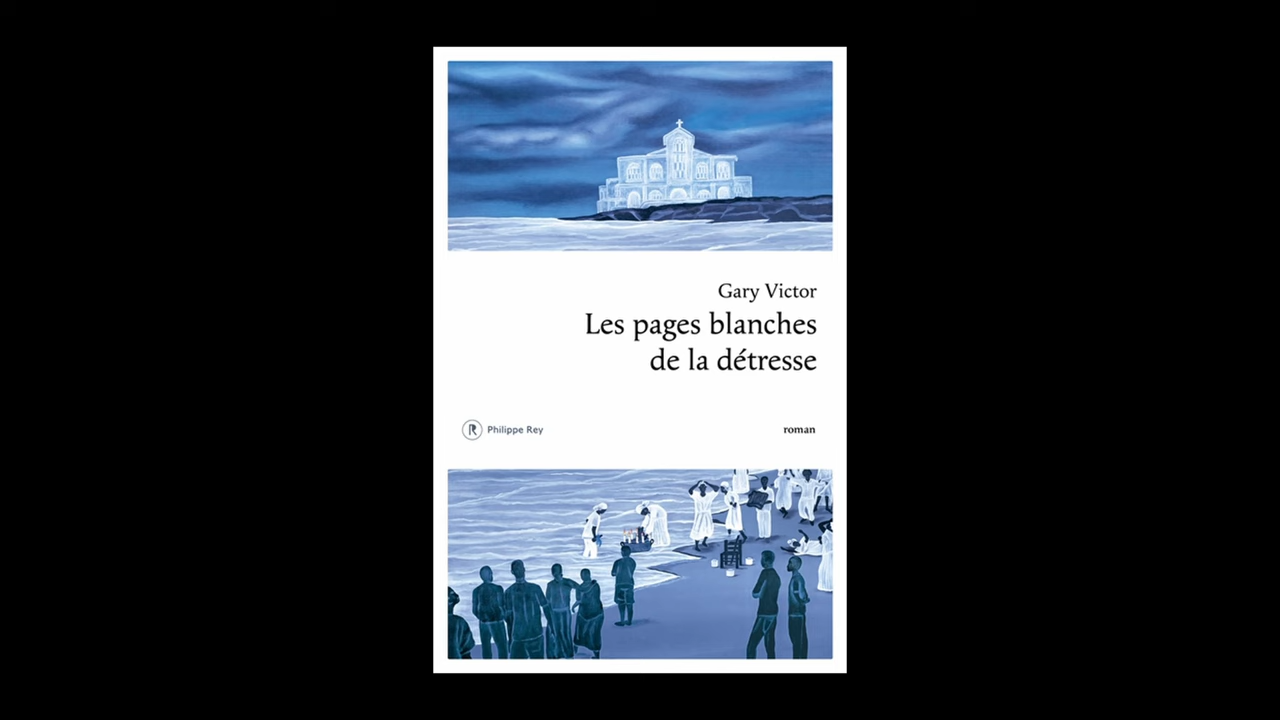 Gary Victor
Les pages blanches
de la détresse
Philippe Rey
roman